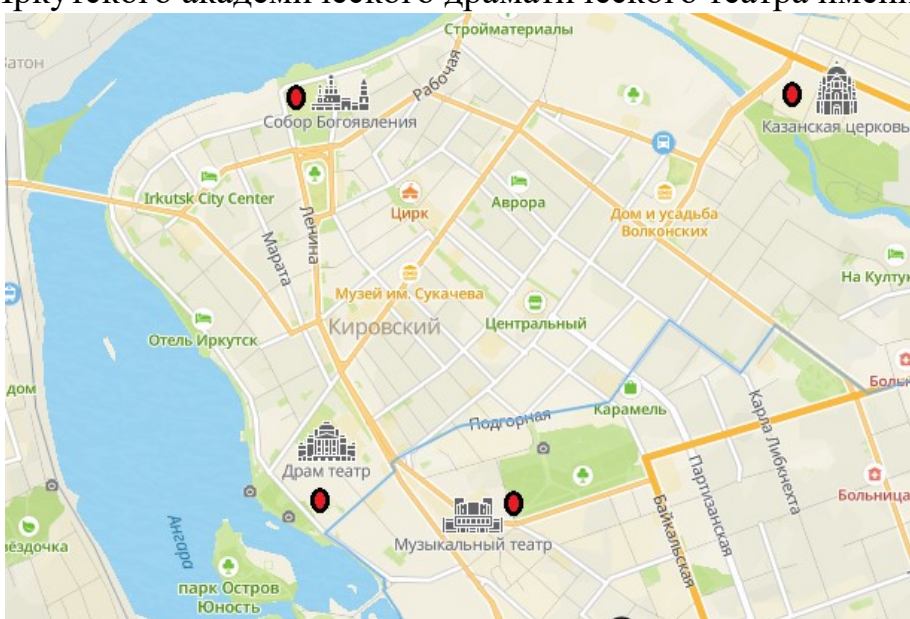 Иркутского академического драматического театра имени
Стройматериалы
Затон
Рабочая
Собор Богоявления
Казанская церковь
Irkutsk City Center
Цирк
Аврора
Дом и усадьба
Волконских
Ленина
Марата
Музей им. Сукачева
На Култук
Отель Иркутск
Кировский
Центральный
дом
Карамель
Подгорная
Карла Либкнехта
Драм театр
Партизанская
Больница
Музыкальный театр
Байкальская
Ангара
парк Остров
Юность